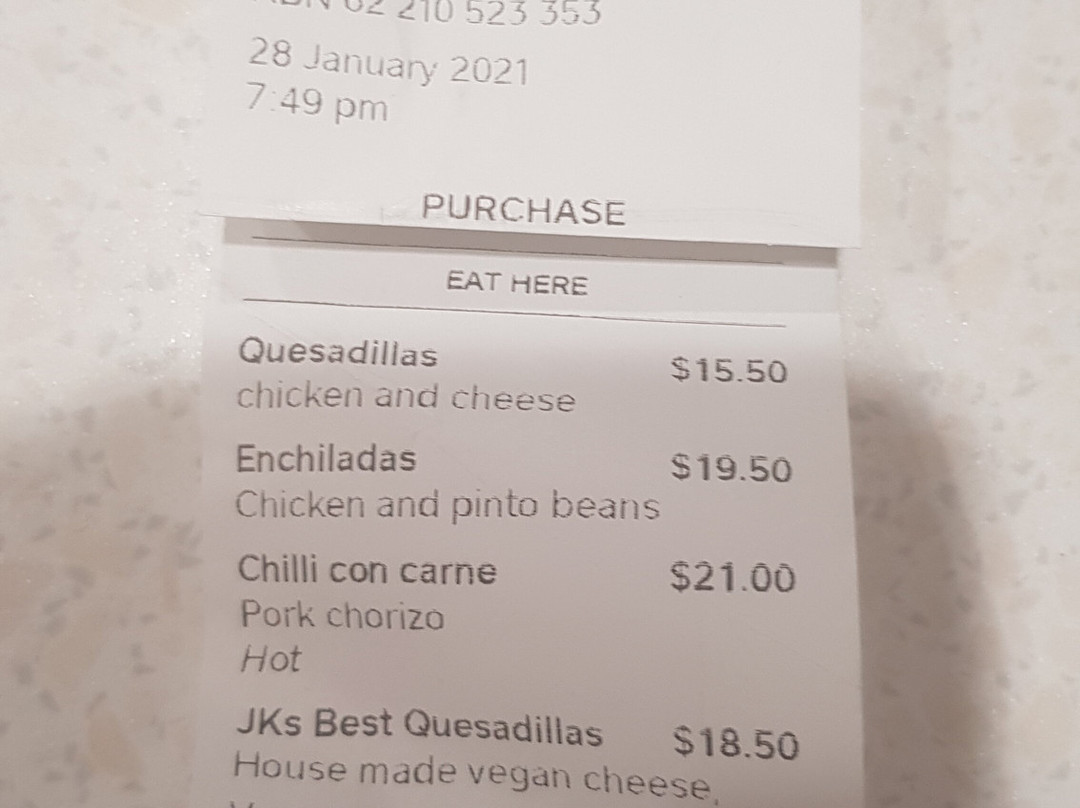 ABN 62 210 523 353
28 January 2021
7:49 pm
PURCHASE
EAT HERE
Quesadillas $15.50
chicken and cheese
Enchiladas $19.50
Chicken and pinto beans
Chilli con carne $21.00
Pork chorizo
Hot
JKs Best Quesadillas $18.50
House made vegan cheese,